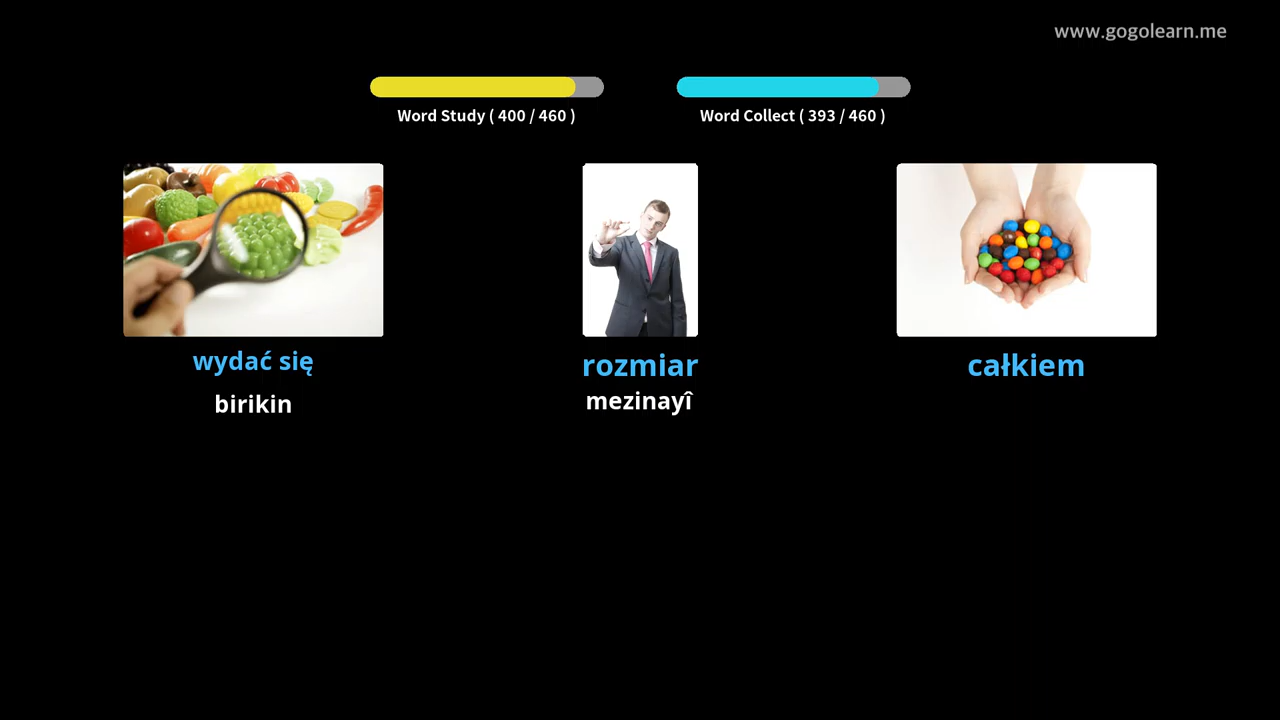 www.gogolearn.me
Word Study ( 400 / 460 )
Word Collect ( 393 / 460 )
wydać się
birikin
rozmiar
mezinayî
całkiem